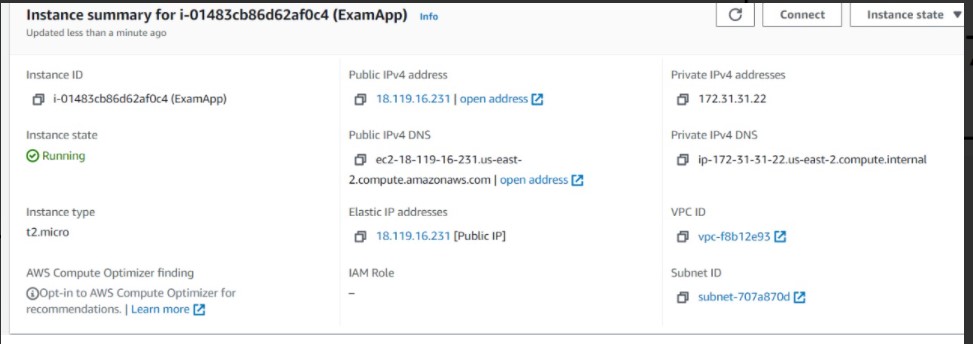 Instance summary for i-01483cb86d62af0c4 (ExamApp) Info
Updated less than a minute ago
Connect
Instance state
Instance ID
i-01483cb86d62af0c4 (ExamApp)
Public IPv4 address
18.119.16.231 | open address
Private IPv4 addresses
172.31.31.22
Instance state
Running
Public IPv4 DNS
ec2-18-119-16-231.us-east-
2.compute.amazonaws.com | open address
Private IPv4 DNS
ip-172-31-31-22.us-east-2.compute.internal
Instance type
t2.micro
Elastic IP addresses
18.119.16.231 [Public IP]
VPC ID
vpc-f8b12e93
AWS Compute Optimizer finding
Opt-in to AWS Compute Optimizer for
recommendations. | Learn more
IAM Role
–
Subnet ID
subnet-707a870d